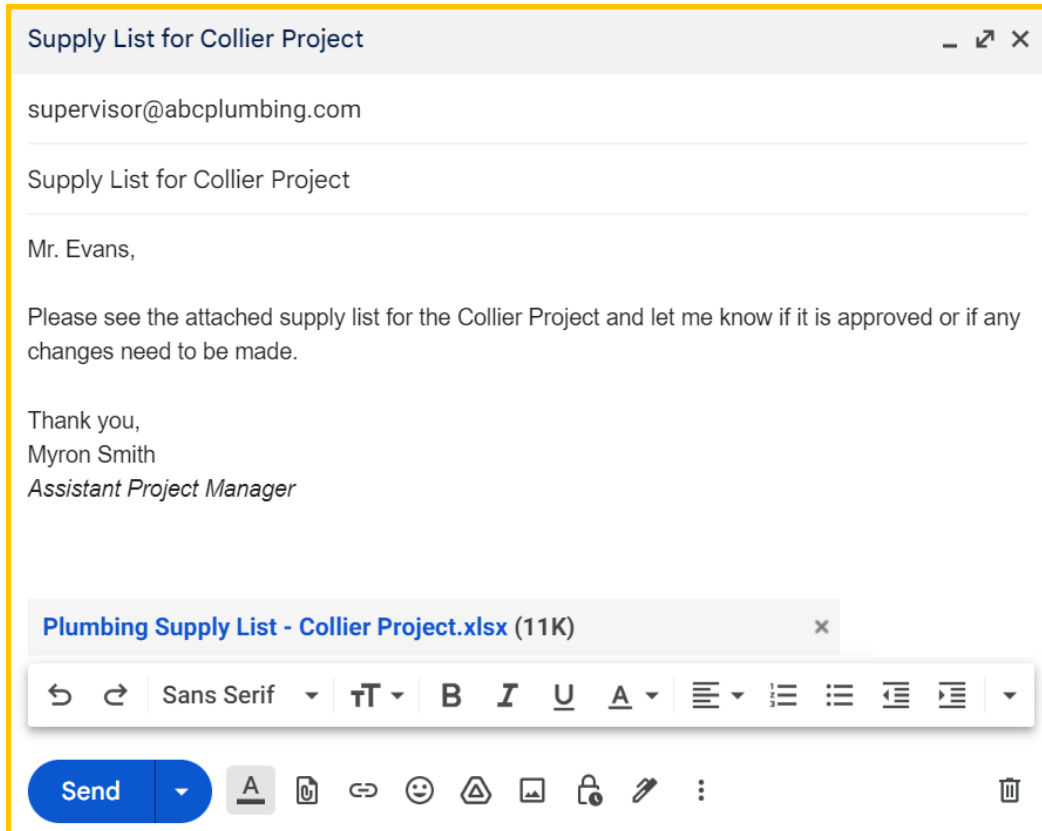 Supply List for Collier Project
supervisor@abcplumbing.com
Supply List for Collier Project
Mr. Evans,
Please see the attached supply list for the Collier Project and let me know if it is approved or if any
changes need to be made.
Thank you,
Myron Smith
Assistant Project Manager
Plumbing Supply List - Collier Project.xlsx (11K)
Sans Serif
Send